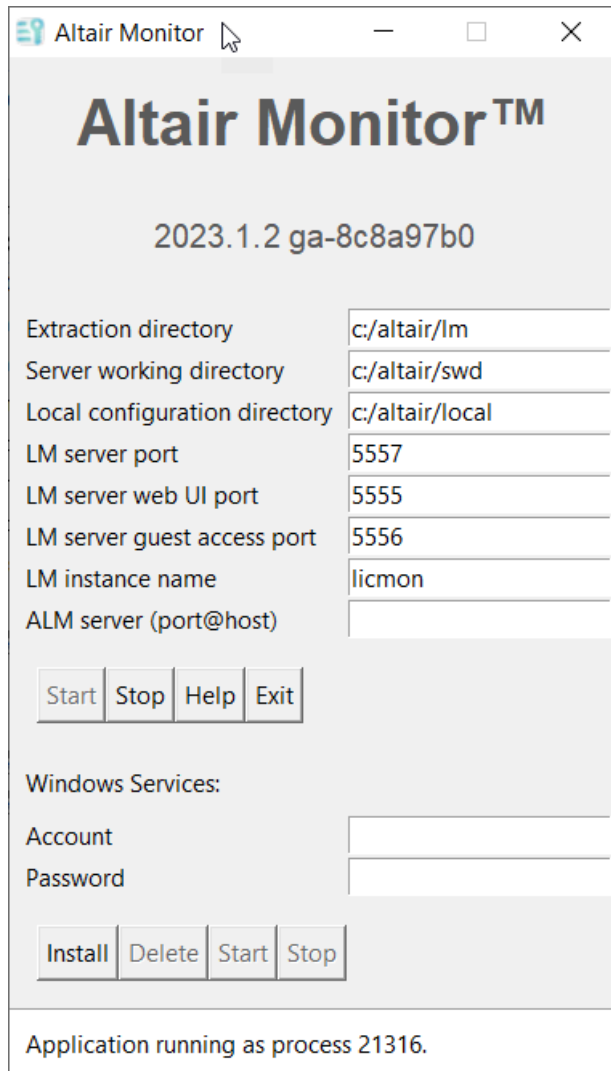 Altair Monitor
Altair Monitor™
2023.1.2 ga-8c8a97b0
Extraction directory c:/altair/lm
Server working directory c:/altair/swd
Local configuration directory c:/altair/local
LM server port 5557
LM server web UI port 5555
LM server guest access port 5556
LM instance name licmon
ALM server (port@host)
Start Stop Help Exit
Windows Services:
Account
Password
Install Delete Start Stop
Application running as process 21316.